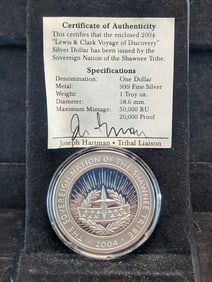 Certificate of Authenticity
This certifies that the enclosed 2004
"Lewis & Clark Voyage of Discovery"
Silver Dollar has been issued by the
Sovereign Nation of the Shawnee Tribe.
Specifications
Denomination: One Dollar
Metal: .999 Fine Silver
Weight: 1 Troy oz.
Diameter: 38.6 mm
Maximum Mintage: 50,000 BU
20,000 Proof
Joseph Hartman • Tribal Liaison
THE SOVEREIGN NATION OF THE SHAWNEE TRIBE
• 2004 •